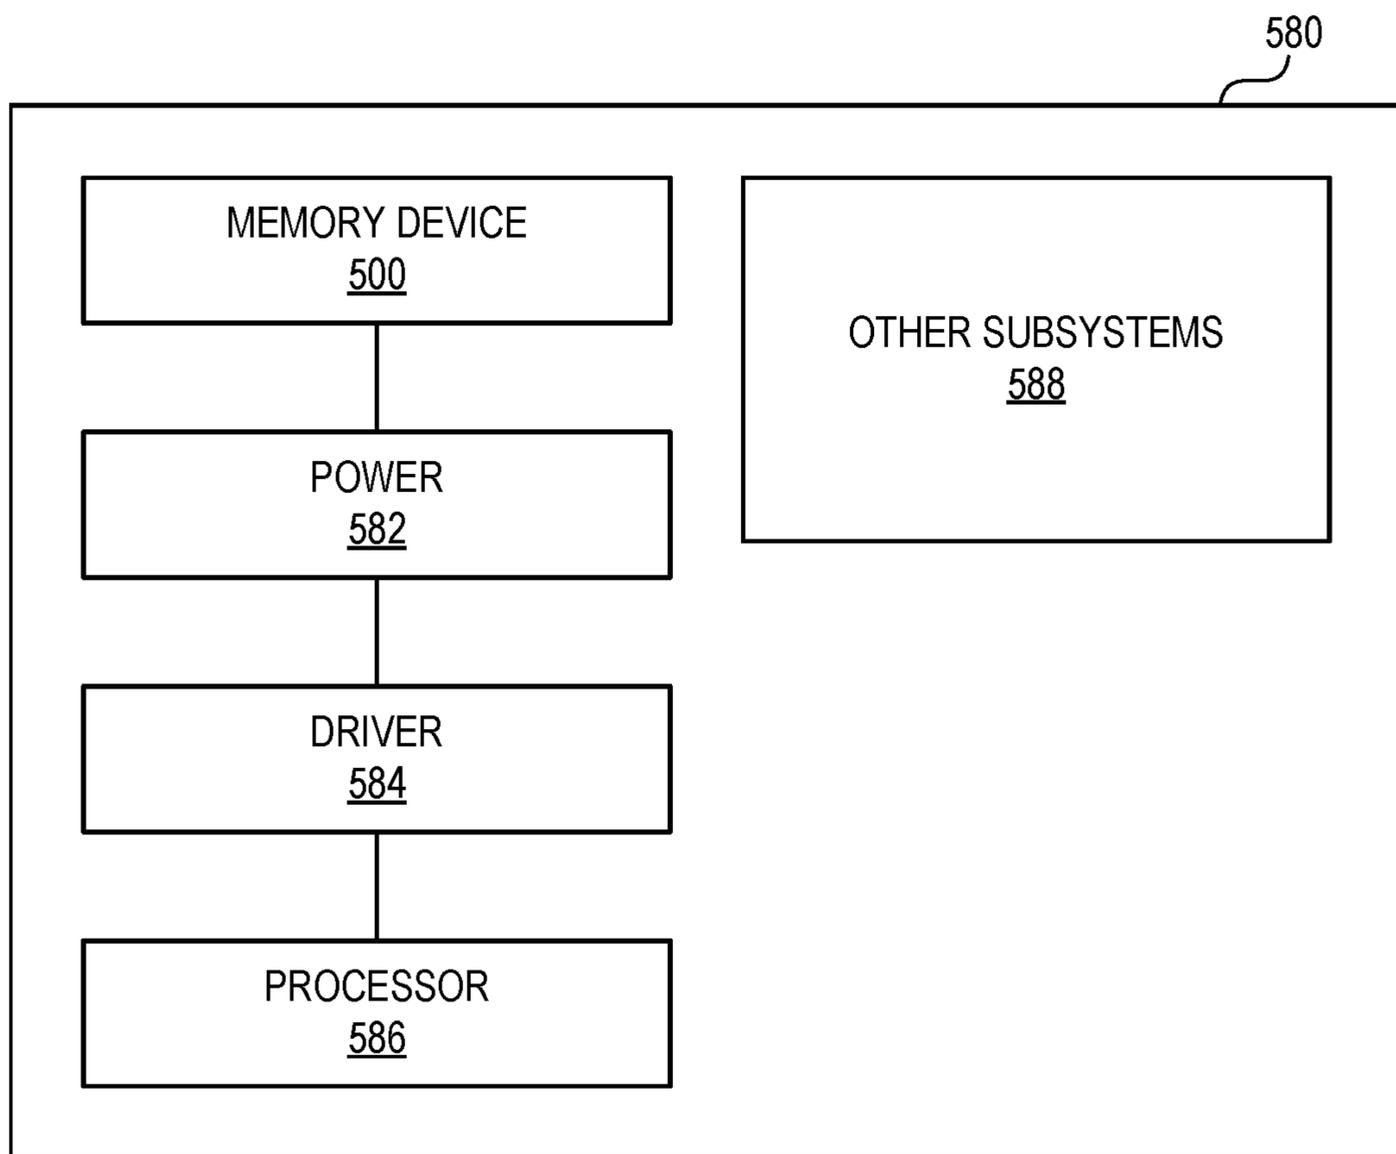 580
MEMORY DEVICE
500
POWER
582
DRIVER
584
PROCESSOR
586
OTHER SUBSYSTEMS
588